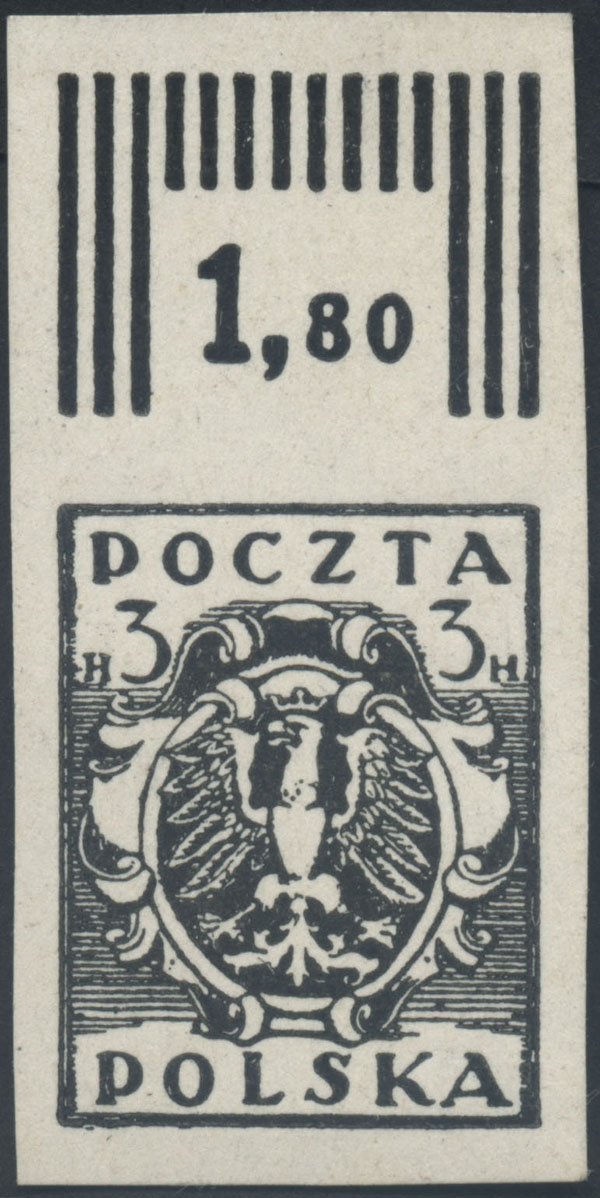 1,80
POCZTA
3 3
H H
POLSKA